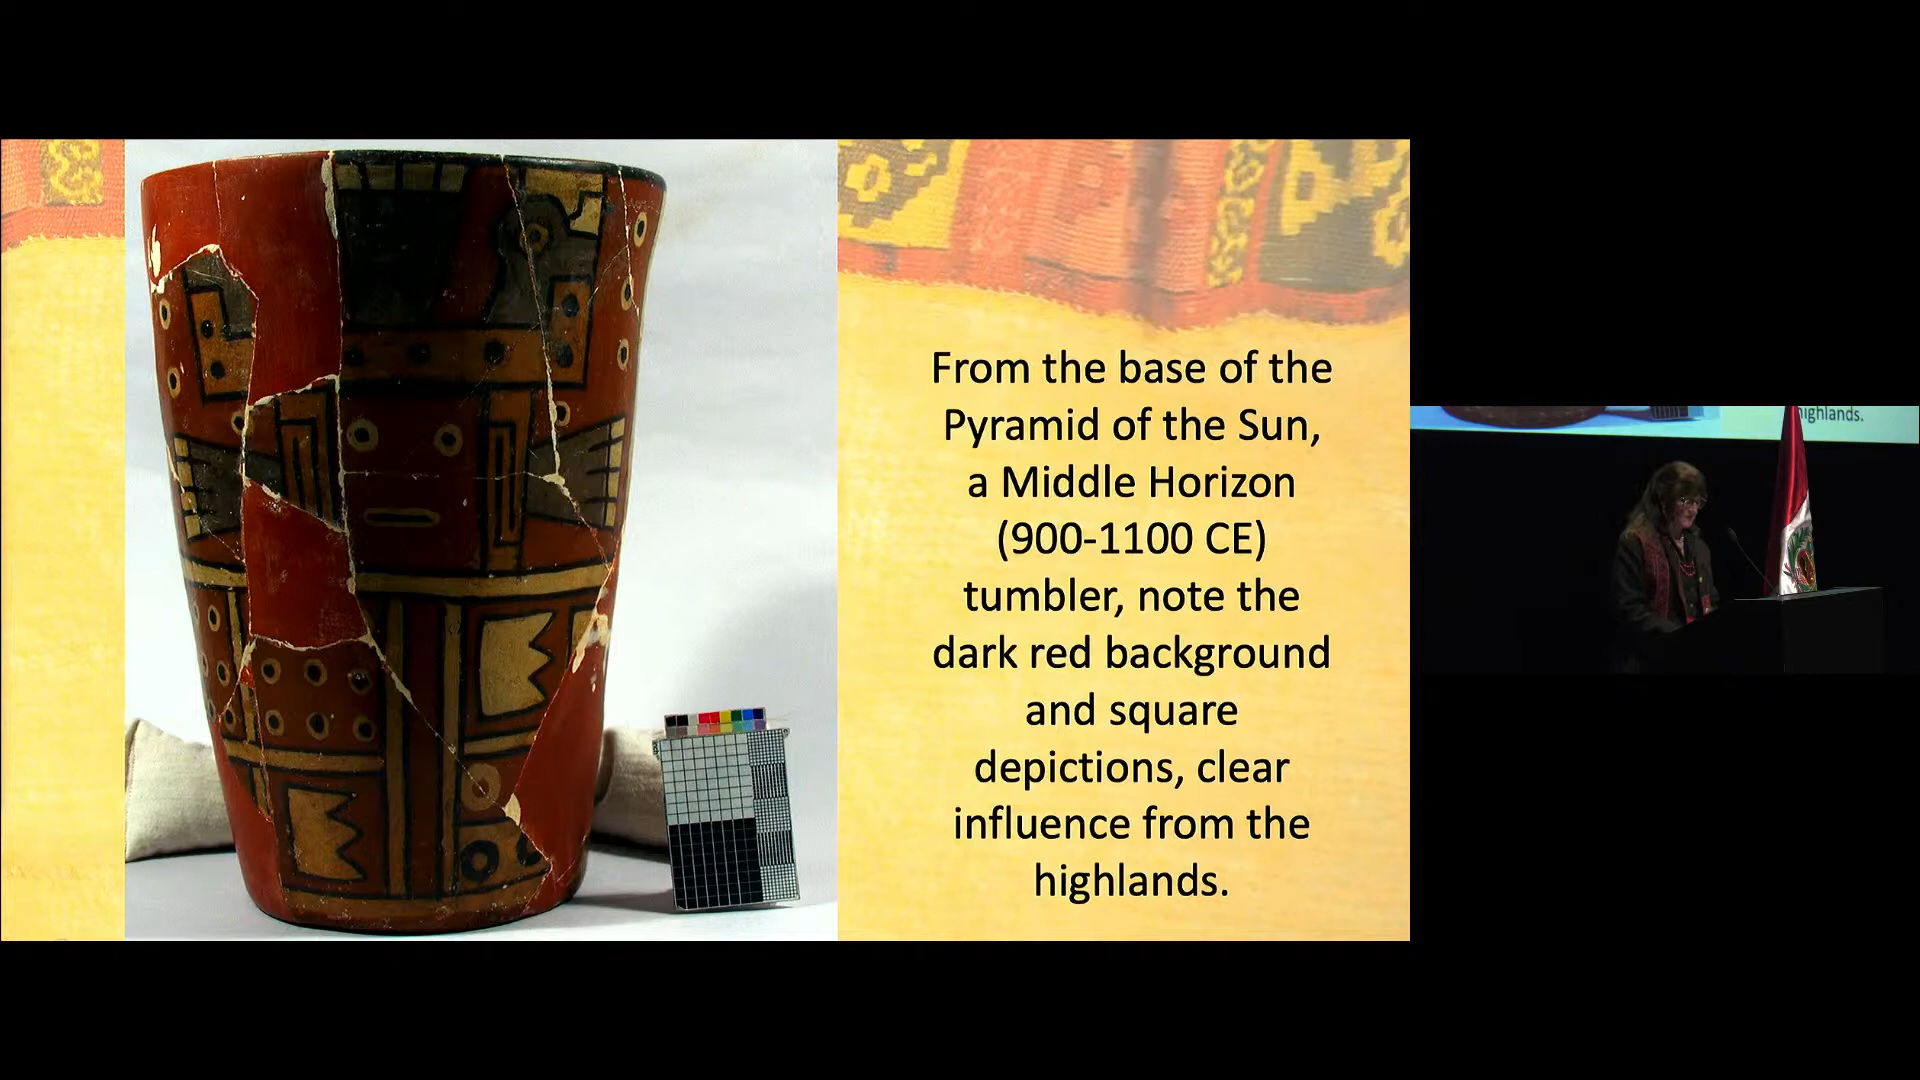 From the base of the
Pyramid of the Sun,
a Middle Horizon
(900-1100 CE)
tumbler, note the
dark red background
and square
depictions, clear
influence from the
highlands.
highlands.